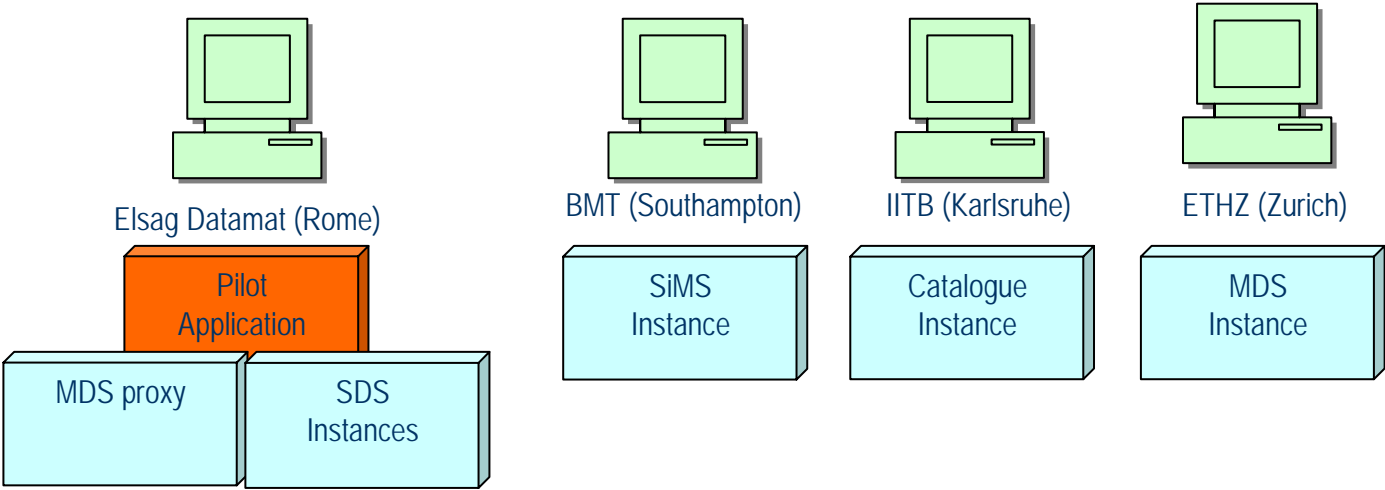 Elsag Datamat (Rome)
BMT (Southampton)
IITB (Karlsruhe)
ETHZ (Zurich)
Pilot
Application
MDS proxy
SDS
Instances
SiMS
Instance
Catalogue
Instance
MDS
Instance